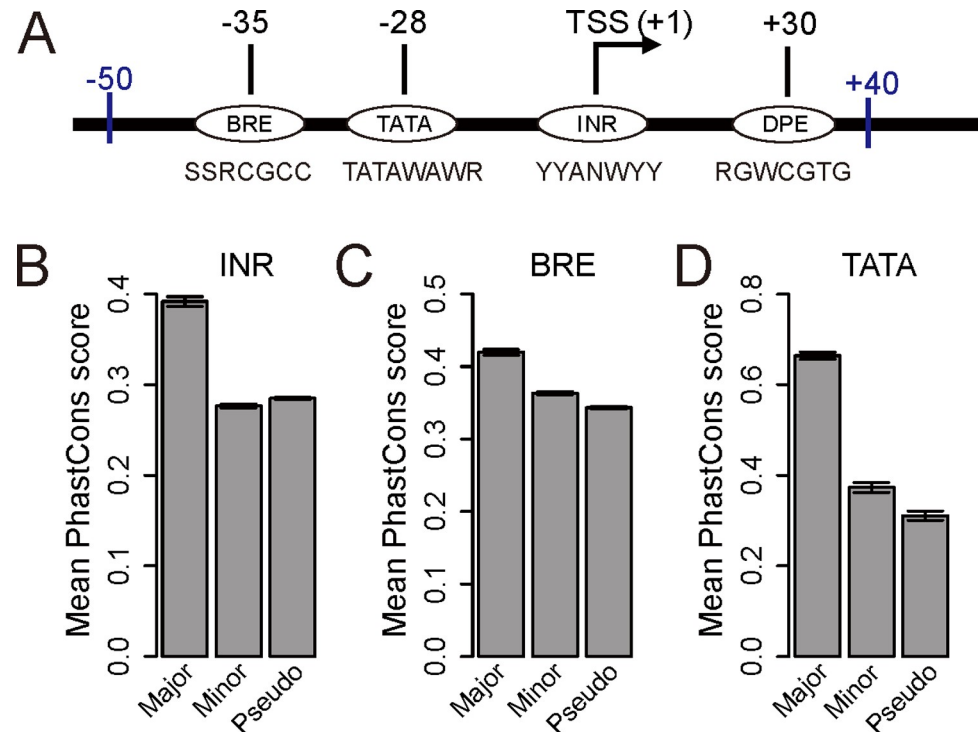 A
-35
-28
TSS (+1)
+30
-50
+40
BRE
TATA
INR
DPE
SSRCGCC
TATAWAWR
YYANWYY
RGWCGTG
B
INR
Mean PhastCons score
0.4
0.3
0.2
0.1
0.0
Major
Minor
Pseudo
C
BRE
Mean PhastCons score
0.5
0.4
0.3
0.2
0.1
0.0
Major
Minor
Pseudo
D
TATA
Mean PhastCons score
0.8
0.6
0.4
0.2
0.0
Major
Minor
Pseudo